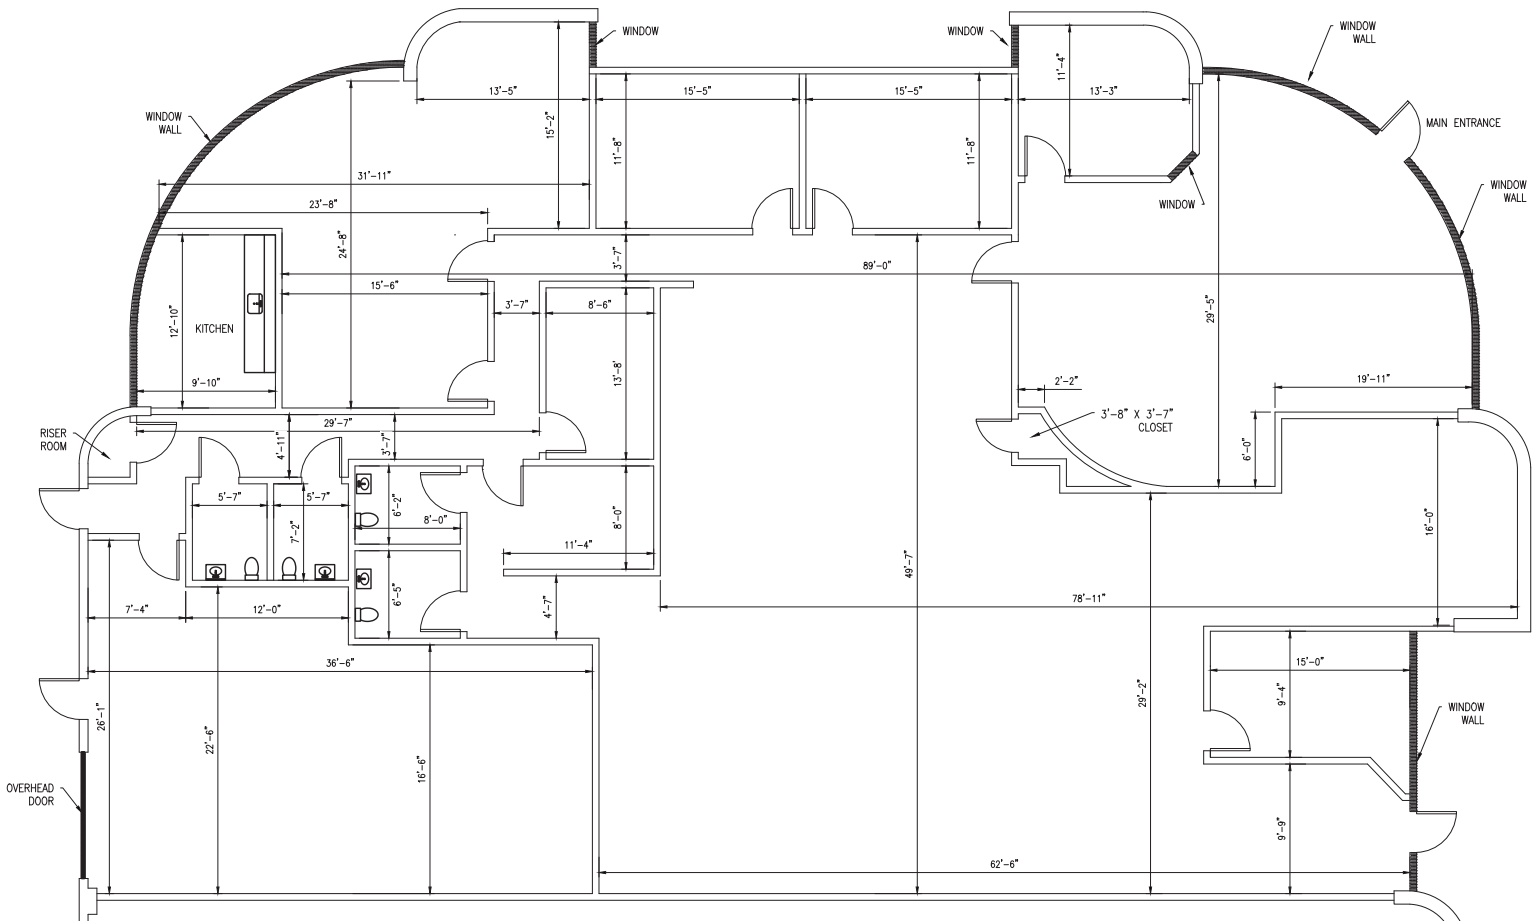 WINDOW
WINDOW
WINDOW
WALL
11'-4"
13'-5"
15'-5"
15'-5"
13'-3"
15'-2"
WINDOW
WALL
MAIN ENTRANCE
11'-8"
11'-8"
31'-11"
WINDOW
WALL
23'-8"
WINDOW
24'-8"
3'-7"
89'-0"
15'-6"
3'-7"
8'-6"
29'-5"
12'-10"
KITCHEN
9'-10"
13'-8"
2'-2"
19'-11"
3'-8" X 3'-7"
CLOSET
29'-7"
RISER
ROOM
4'-11"
3'-7"
6'-0"
5'-7"
5'-7"
6'-2"
8'-0"
8'-0"
16'-0"
7'-2"
11'-4"
49'-7"
6'-5"
4'-7"
78'-11"
7'-4"
12'-0"
36'-6"
15'-0"
9'-4"
29'-2"
26'-1"
22'-6"
16'-6"
WINDOW
WALL
OVERHEAD
DOOR
9'-9"
62'-6"